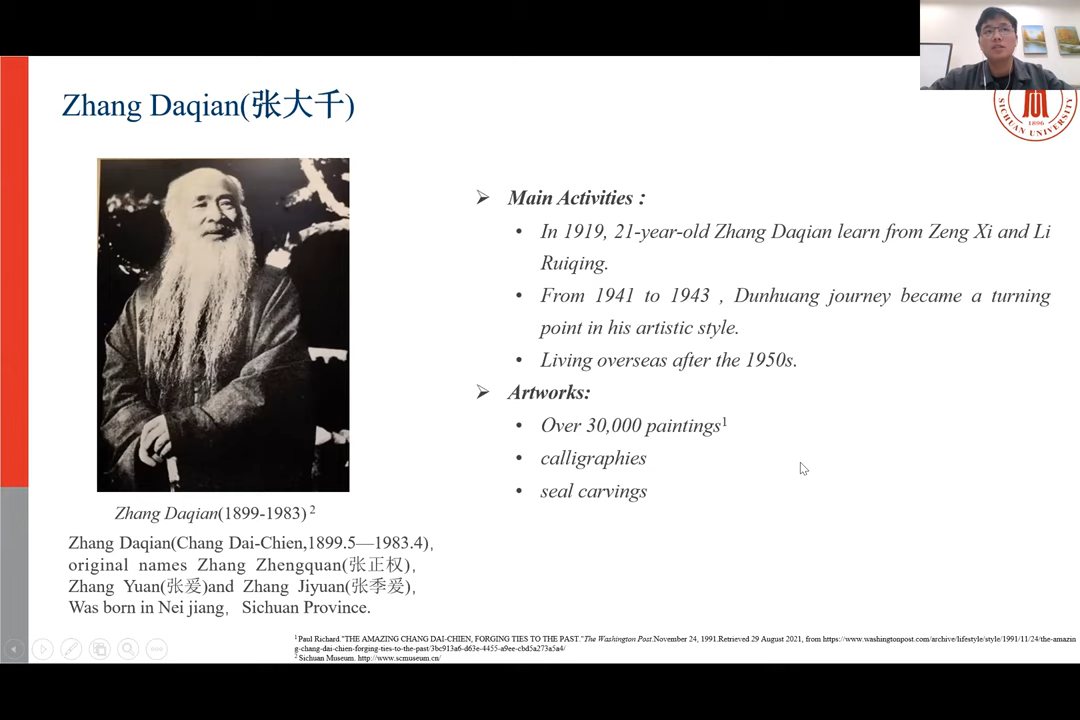 Zhang Daqian(张大千)
SICHUAN UNIVERSITY
1896
Main Activities：
In 1919, 21-year-old Zhang Daqian learn from Zeng Xi and Li
Ruiqing.
From 1941 to 1943 , Dunhuang journey became a turning
point in his artistic style.
Living overseas after the 1950s.
Artworks:
Over 30,000 paintings1
calligraphies
seal carvings
Zhang Daqian(1899-1983) 2
Zhang Daqian(Chang Dai-Chien,1899.5—1983.4)，
original names Zhang Zhengquan(张正权)，
Zhang Yuan(张爰)and Zhang Jiyuan(张季爰)，
Was born in Nei jiang，Sichuan Province.
1 Paul Richard."THE AMAZING CHANG DAI-CHIEN, FORGING TIES TO THE PAST."The Washington Post.November 24, 1991.Retrieved 29 August 2021, from https://www.washingtonpost.com/archive/lifestyle/style/1991/11/24/the-amazin
g-chang-dai-chien-forging-ties-to-the-past/3bc913a6-d63e-4455-a9ee-cbd5a273a5a4/
2 Sichuan Museum. http://www.scmuseum.cn/